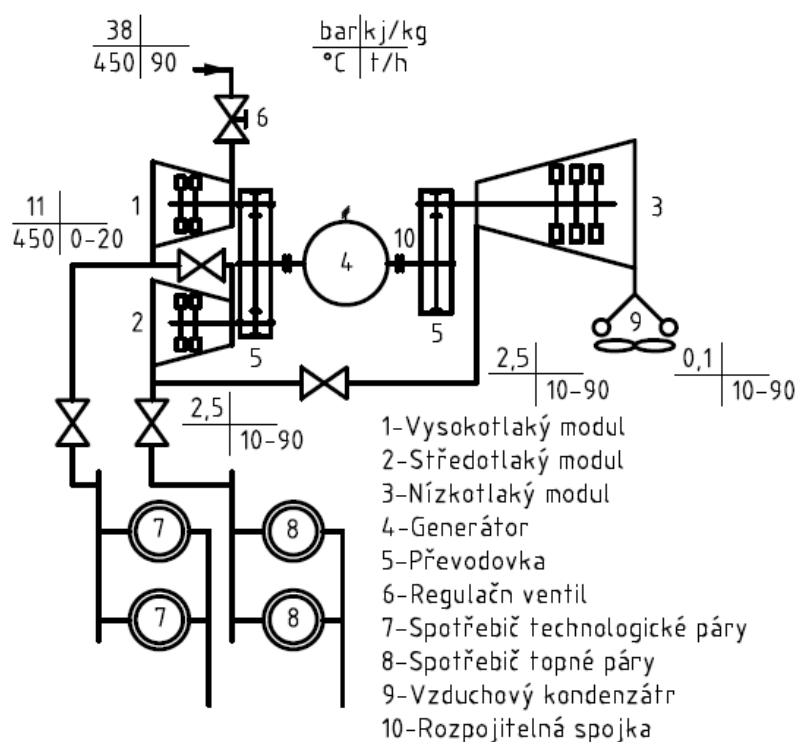 38
450 90
bar kj/kg
°C t/h
6
1
11
450 0-20
10
4
3
2
5
5
9
2,5
10-90
0,1
10-90
2,5
10-90
1-Vysokotlaký modul
2-Středotlaký modul
3-Nízkotlaký modul
4-Generátor
5-Převodovka
6-Regulačn ventil
7-Spotřebič technologické páry
8-Spotřebič topné páry
9-Vzduchový kondenzátr
10-Rozpojitelná spojka
7 8
7 8